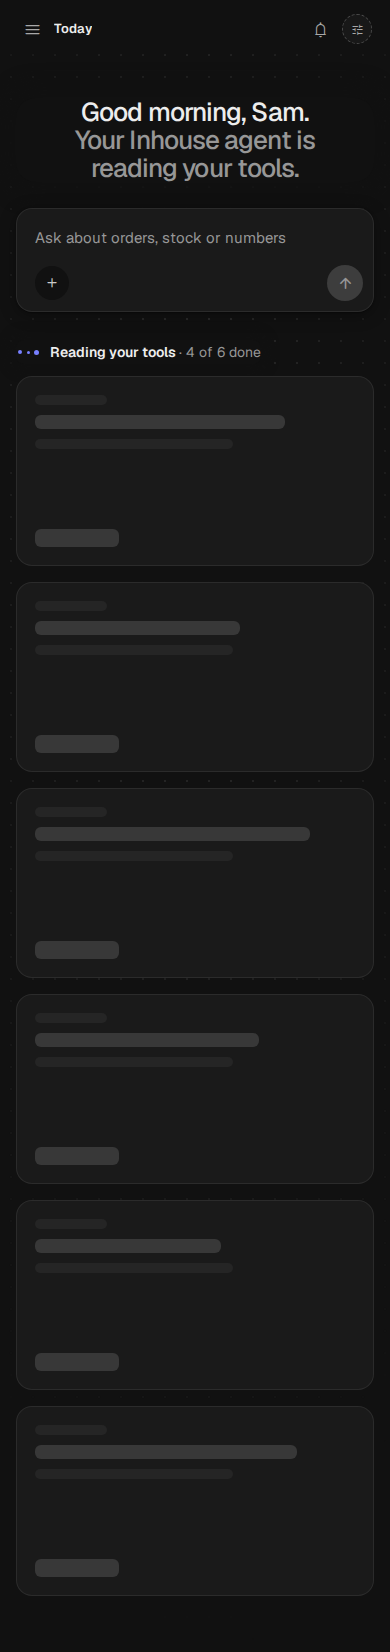 Today
Good morning, Sam.
Your Inhouse agent is
reading your tools.
Ask about orders, stock or numbers
Reading your tools · 4 of 6 done